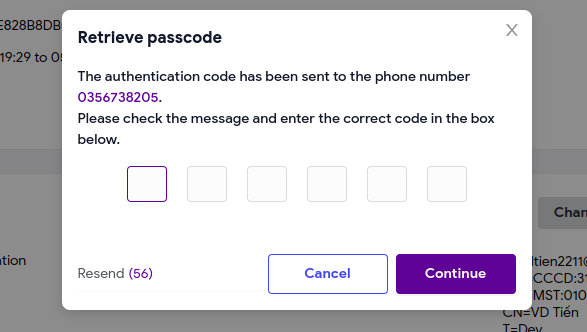 E828B8DB
19:29 to 05
Retrieve passcode
X
The authentication code has been sent to the phone number
0356738205.
Please check the message and enter the correct code in the box
below.
Chan
ation
ltien2211@
CCCD:31
MST:010
CN=VD Tiến
T=Dev
Resend (56)
Cancel
Continue